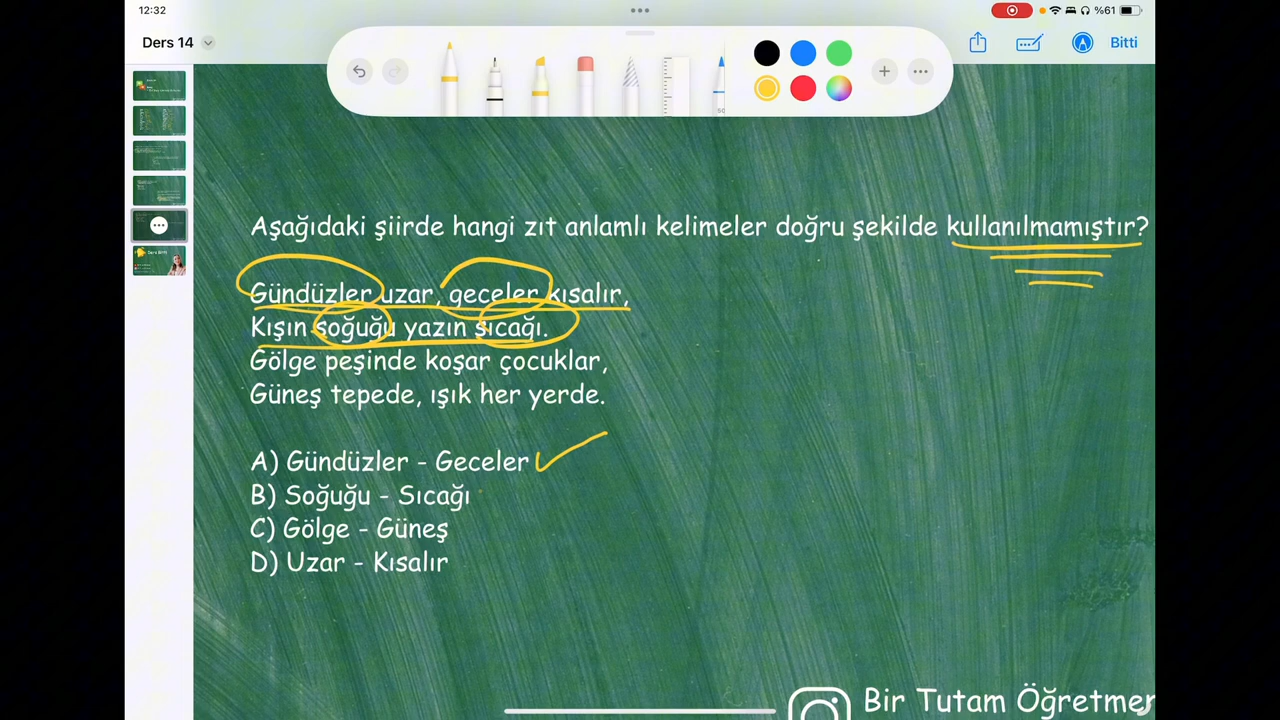 12:32
%61
Ders 14
Bitti
Aşağıdaki şiirde hangi zıt anlamlı kelimeler doğru şekilde kullanılmamıştır?
Gündüzler uzar, geceler kısalır,
Kışın soğuğu yazın sıcağı.
Gölge peşinde koşar çocuklar,
Güneş tepede, ışık her yerde.
A) Gündüzler - Geceler
B) Soğuğu - Sıcağı
C) Gölge - Güneş
D) Uzar - Kısalır
Bir Tutam Öğretmen